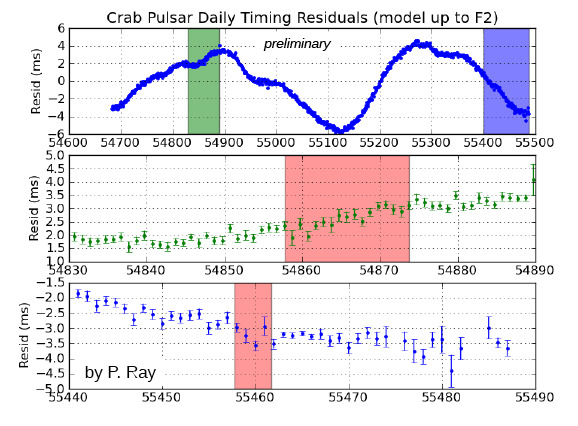 Crab Pulsar Daily Timing Residuals (model up to F2)
preliminary
Resid (ms)
6
4
2
0
−2
−4
−6
54600 54700 54800 54900 55000 55100 55200 55300 55400 55500
Resid (ms)
5.0
4.5
4.0
3.5
3.0
2.5
2.0
1.5
1.0
54830 54840 54850 54860 54870 54880 54890
Resid (ms)
−1.5
−2.0
−2.5
−3.0
−3.5
−4.0
−4.5
−5.0
by P. Ray
55440 55450 55460 55470 55480 55490